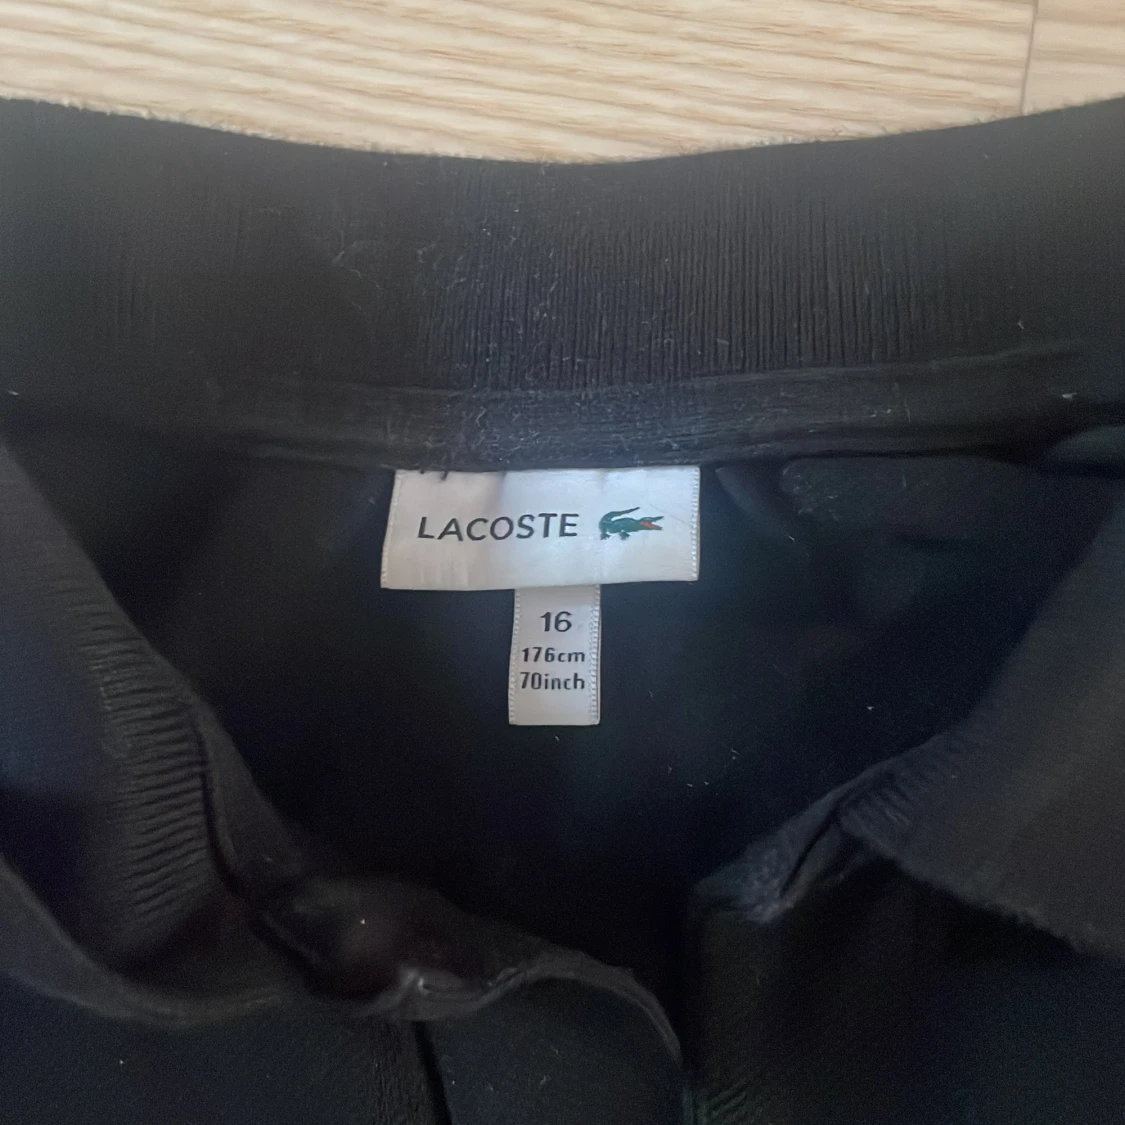 LACOSTE
16
176cm
70inch